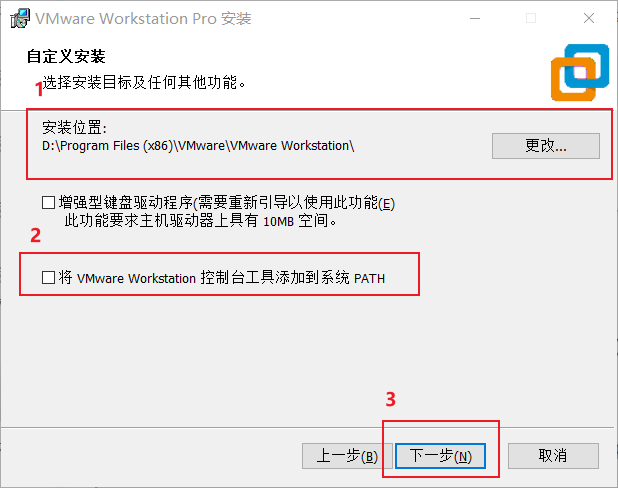 VMware Workstation Pro 安装
自定义安装
1
选择安装目标及任何其他功能。
安装位置:
D:\Program Files (x86)\VMware\VMware Workstation\
更改...
增强型键盘驱动程序(需要重新引导以使用此功能(E)
此功能要求主机驱动器上具有 10MB 空间。
2
将 VMware Workstation 控制台工具添加到系统 PATH
3
上一步(B)
下一步(N)
取消